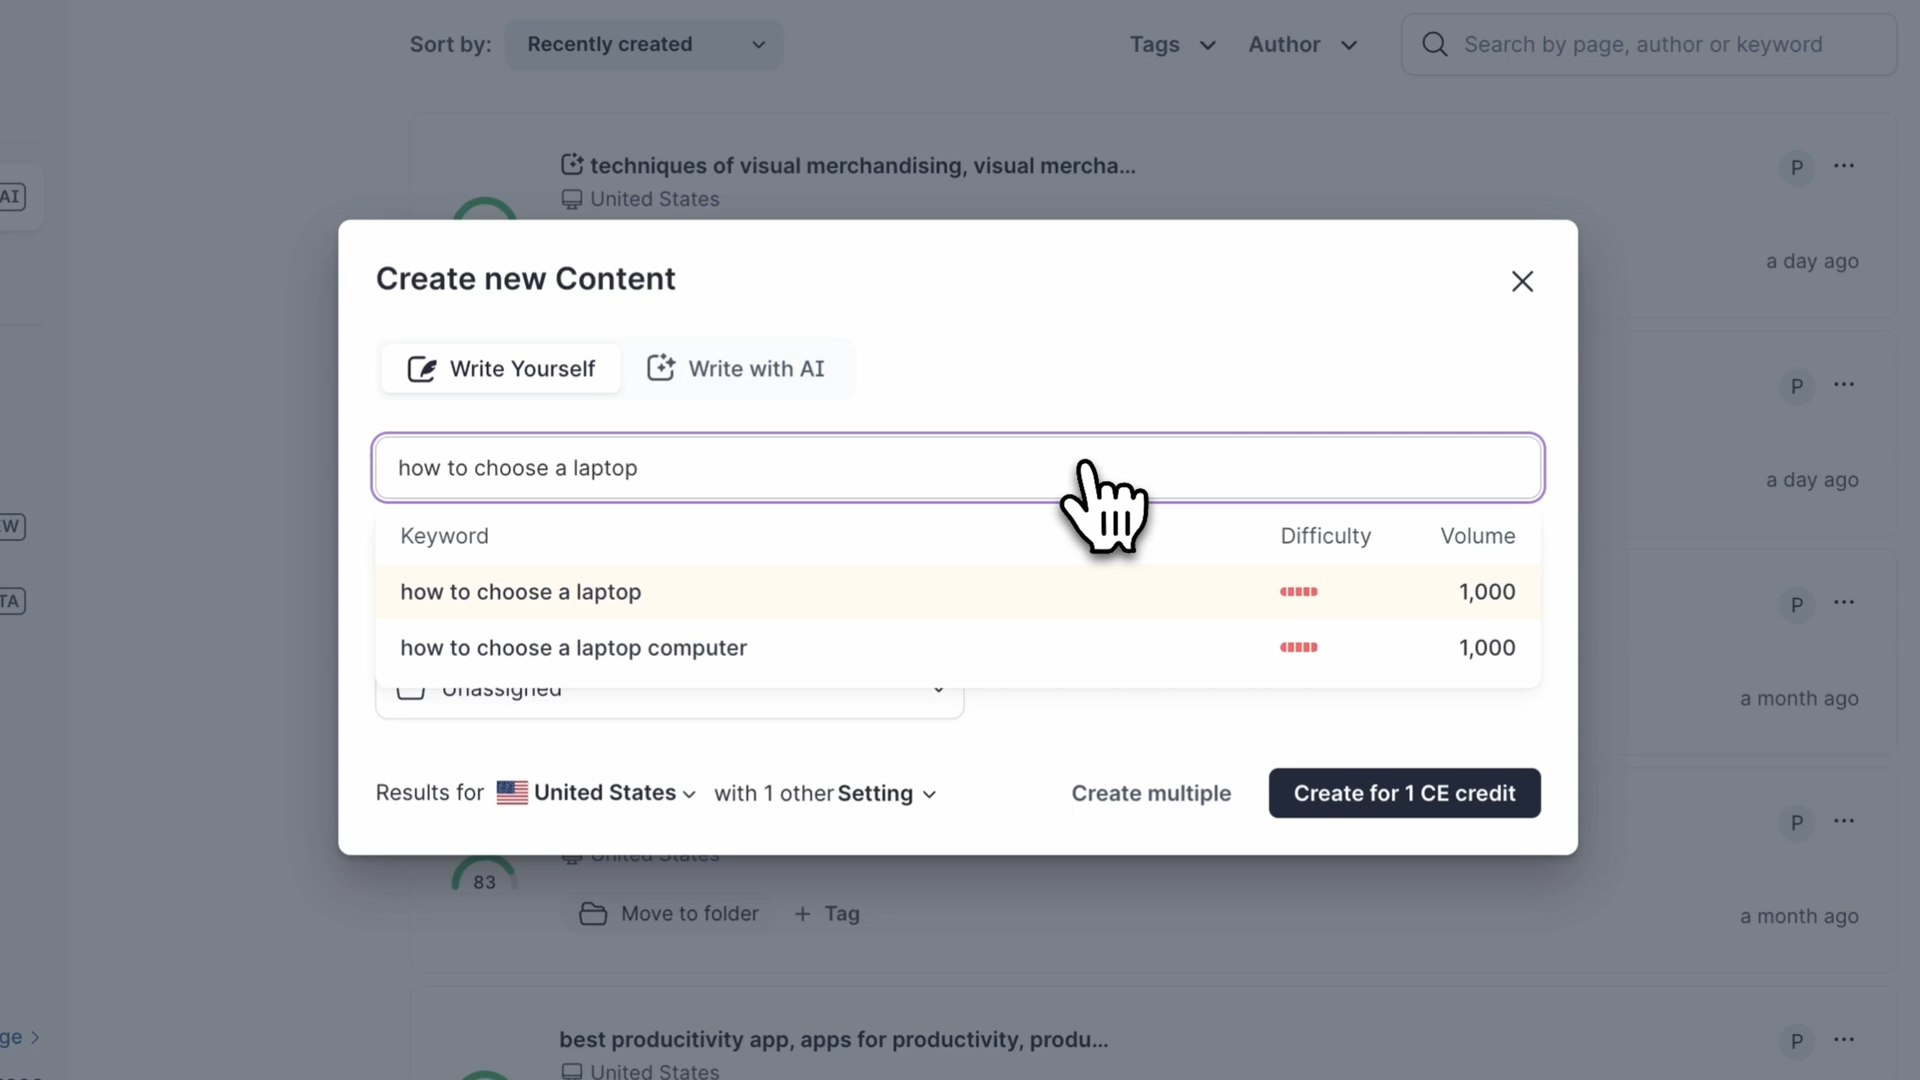 Sort by: Recently created Tags Author Search by page, author or keyword
techniques of visual merchandising, visual mercha... P ...
AI United States
a day ago
Create new Content
Write Yourself Write with AI
P ...
how to choose a laptop
a day ago
Keyword Difficulty Volume
how to choose a laptop 1,000
P ...
how to choose a laptop computer 1,000
Unassigned
a month ago
Results for United States with 1 other Setting Create multiple Create for 1 CE credit
P ...
United States
83
Move to folder + Tag
a month ago
best producitivity app, apps for productivity, produ... P ...
United States